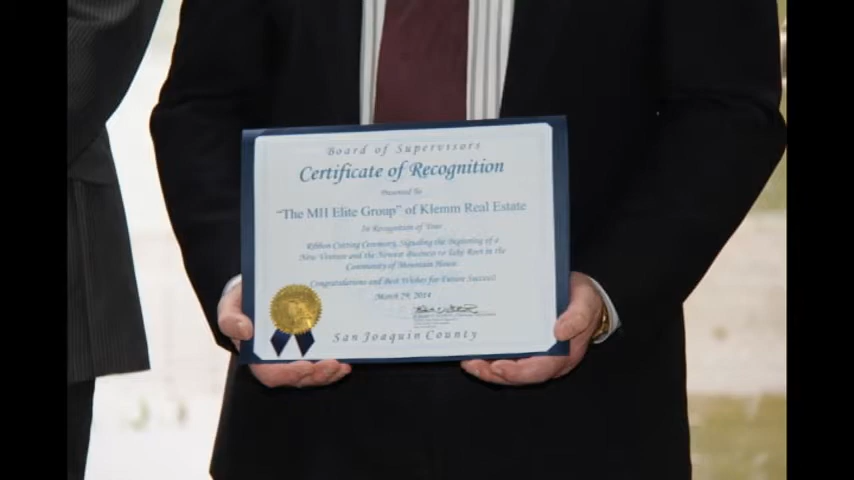 Board of Supervisors
Certificate of Recognition
Presented To
"The MH Elite Group" of Klemm Real Estate
In Recognition of Your
Ribbon Cutting Ceremony, Signaling the Beginning of a
New Venture and the Newest Business to Take Root in the
Community of Mountain House
Congratulations and Best Wishes for Future Success!
March 29, 2014
San Joaquin County